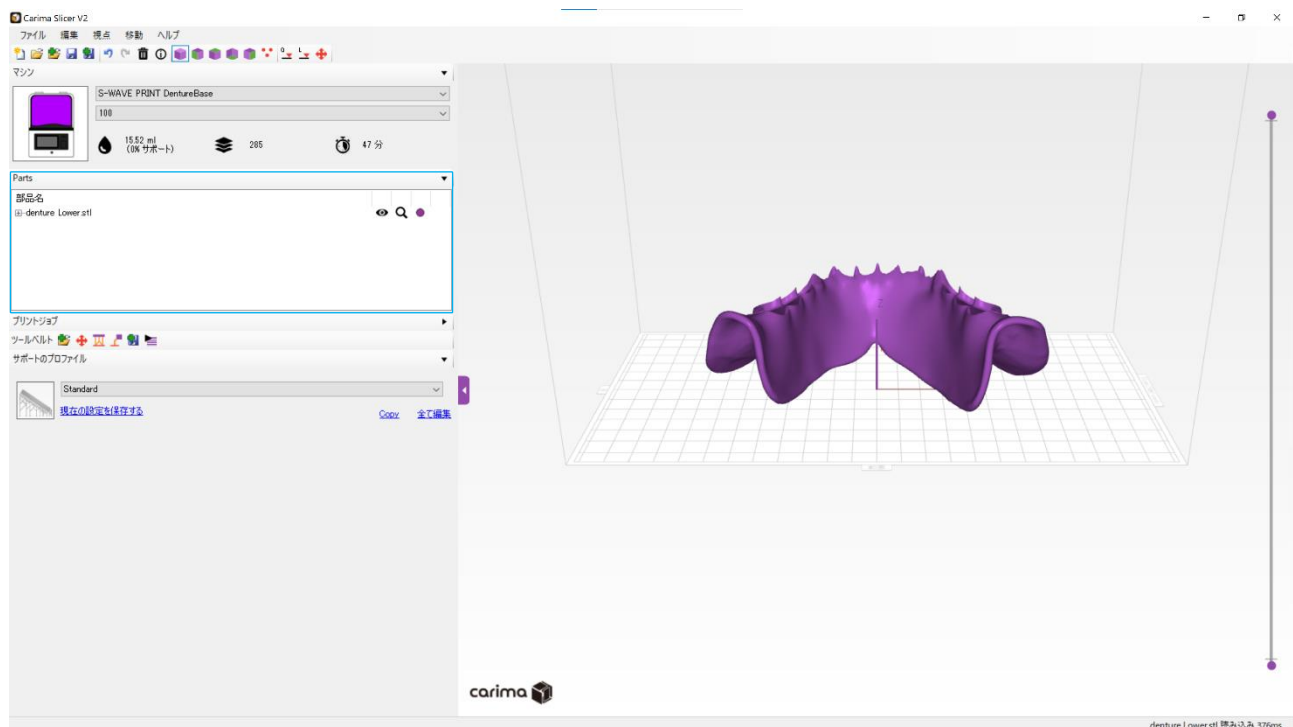 Carima Slicer V2
ファイル 編集 視点 移動 ヘルプ
マシン
S-WAVE PRINT DentureBase
100
15.52 ml
(0% サポート)
285
47 分
Parts
部品名
denture Lower.stl
プリントジョブ
ツールベルト
サポートのプロファイル
Standard
現在の設定を保存する
Copy
全て編集
carima
denture Lower.stl 読み込み 376ms